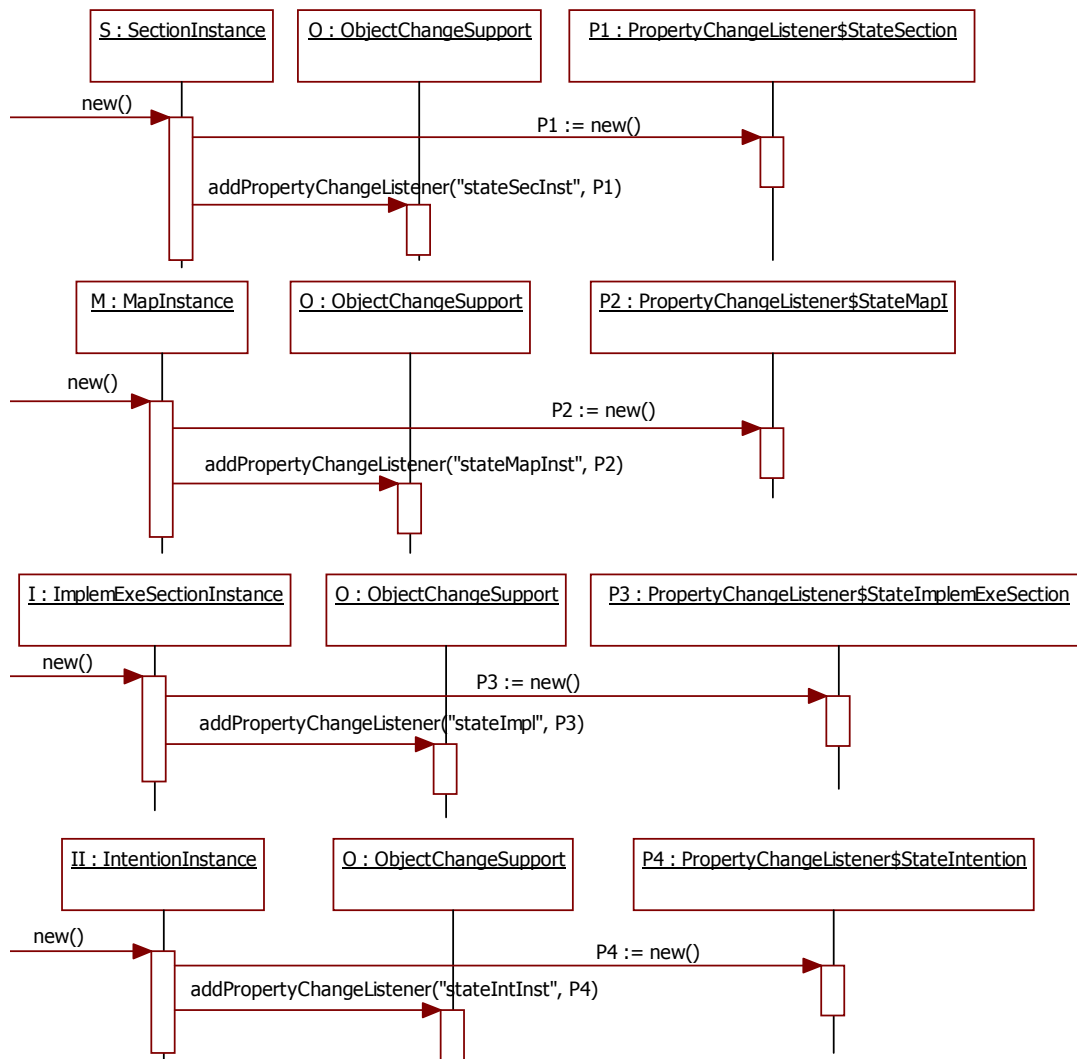 S : SectionInstance
O : ObjectChangeSupport
P1 : PropertyChangeListener$StateSection
new()
P1 := new()
addPropertyChangeListener("stateSecInst", P1)
M : MapInstance
O : ObjectChangeSupport
P2 : PropertyChangeListener$StateMapI
new()
P2 := new()
addPropertyChangeListener("stateMapInst", P2)
I : ImplemExeSectionInstance
O : ObjectChangeSupport
P3 : PropertyChangeListener$StateImplemExeSection
new()
P3 := new()
addPropertyChangeListener("stateImpl", P3)
II : IntentionInstance
O : ObjectChangeSupport
P4 : PropertyChangeListener$StateIntention
new()
P4 := new()
addPropertyChangeListener("stateIntInst", P4)